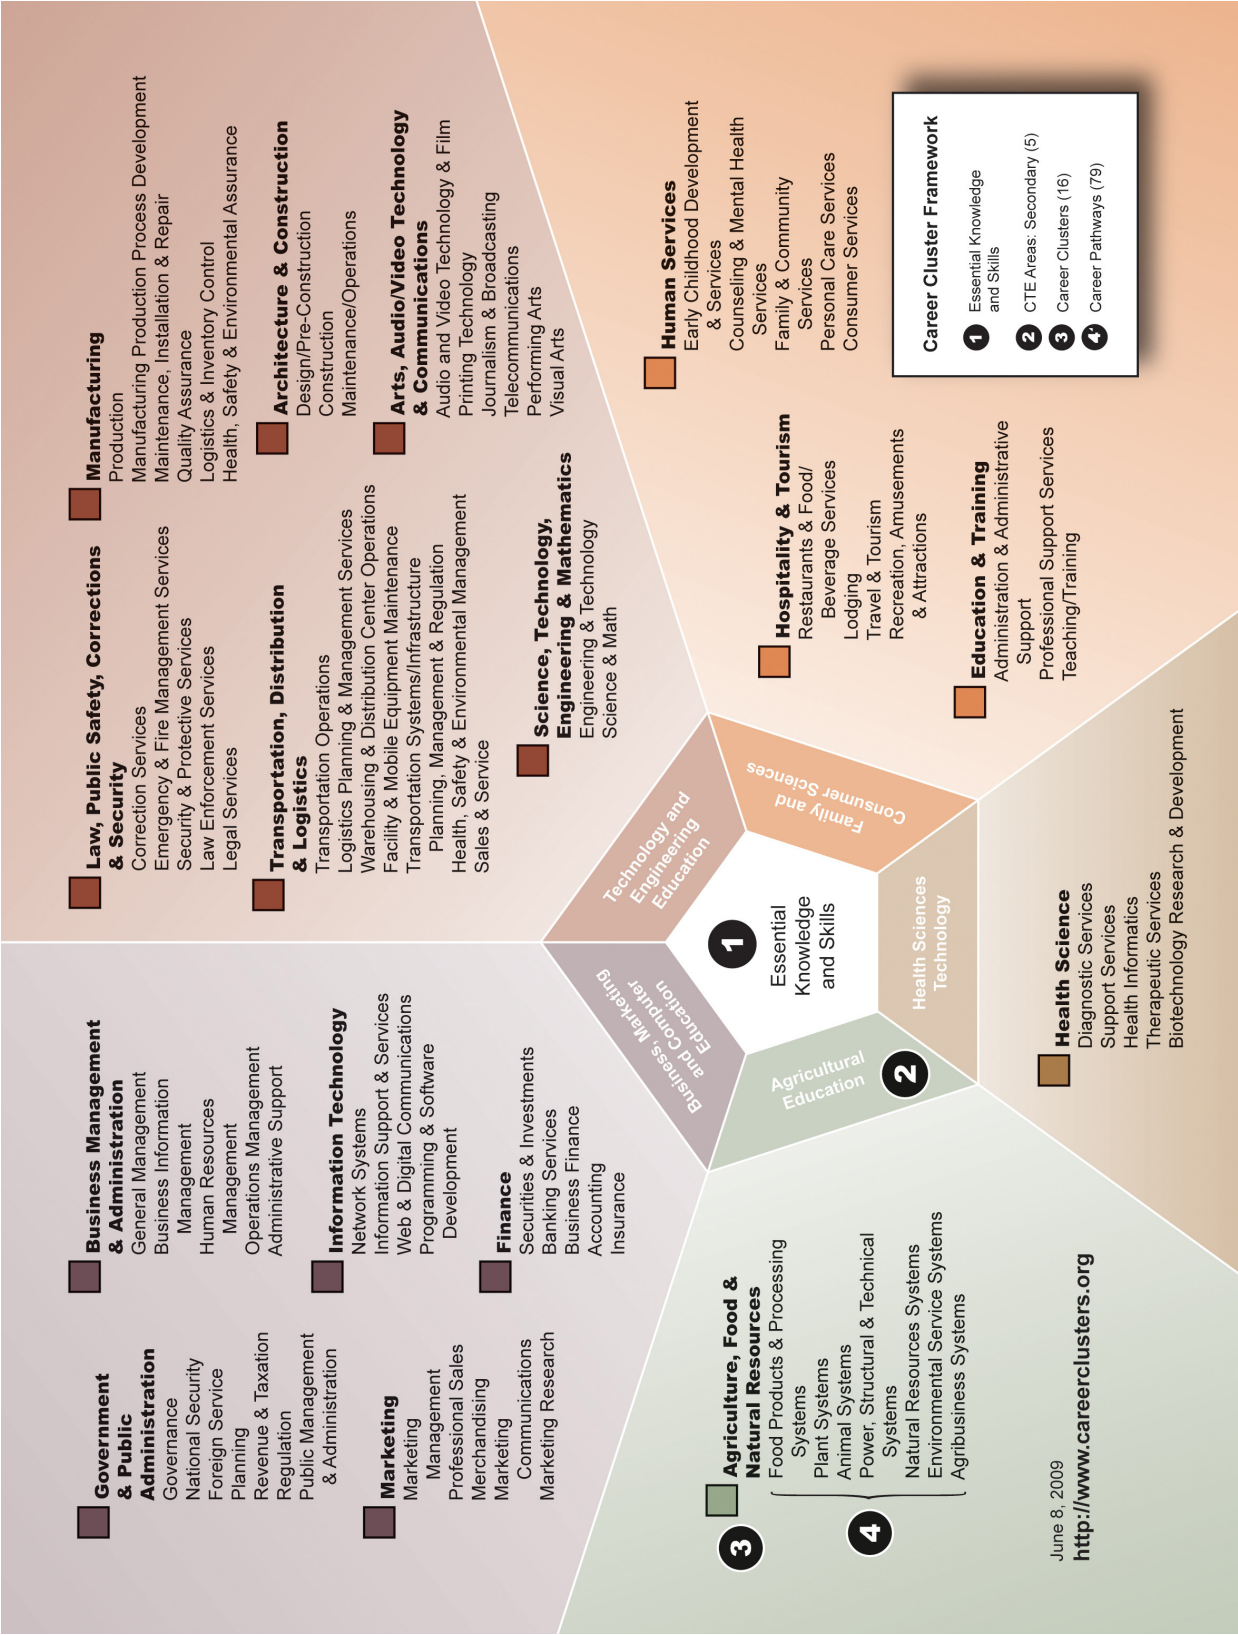 Government
& Public
Administration
Governance
National Security
Foreign Service
Planning
Revenue & Taxation
Regulation
Public Management
& Administration
Marketing
Marketing
Management
Professional Sales
Merchandising
Marketing
Communications
Marketing Research
Business Management
& Administration
General Management
Business Information
Management
Human Resources
Management
Operations Management
Administrative Support
Information Technology
Network Systems
Information Support & Services
Web & Digital Communications
Programming & Software
Development
Finance
Securities & Investments
Banking Services
Business Finance
Accounting
Insurance
Law, Public Safety, Corrections
& Security
Correction Services
Emergency & Fire Management Services
Security & Protective Services
Law Enforcement Services
Legal Services
Transportation, Distribution
& Logistics
Transportation Operations
Logistics Planning & Management Services
Warehousing & Distribution Center Operations
Facility & Mobile Equipment Maintenance
Transportation Systems/Infrastructure
Planning, Management & Regulation
Health, Safety & Environmental Management
Sales & Service
Science, Technology,
Engineering & Mathematics
Engineering & Technology
Science & Math
Manufacturing
Production
Manufacturing Production Process Development
Maintenance, Installation & Repair
Quality Assurance
Logistics & Inventory Control
Health, Safety & Environmental Assurance
Architecture & Construction
Design/Pre-Construction
Construction
Maintenance/Operations
Arts, Audio/Video Technology
& Communications
Audio and Video Technology & Film
Printing Technology
Journalism & Broadcasting
Telecommunications
Performing Arts
Visual Arts
Business, Marketing
and Computer
Education
Technology and
Engineering
Education
1
Essential
Knowledge
and Skills
Agricultural
Education
2
Family and
Consumer Sciences
Health Sciences
Technology
3
Agriculture, Food &
Natural Resources
4
Food Products & Processing
Systems
Plant Systems
Animal Systems
Power, Structural & Technical
Systems
Natural Resources Systems
Environmental Service Systems
Agribusiness Systems
June 8, 2009
http://www.careerclusters.org
Health Science
Diagnostic Services
Support Services
Health Informatics
Therapeutic Services
Biotechnology Research & Development
Human Services
Early Childhood Development
& Services
Counseling & Mental Health
Services
Family & Community
Services
Personal Care Services
Consumer Services
Hospitality & Tourism
Restaurants & Food/
Beverage Services
Lodging
Travel & Tourism
Recreation, Amusements
& Attractions
Education & Training
Administration & Administrative
Support
Professional Support Services
Teaching/Training
Career Cluster Framework
1 Essential Knowledge
and Skills
2 CTE Areas: Secondary (5)
3 Career Clusters (16)
4 Career Pathways (79)